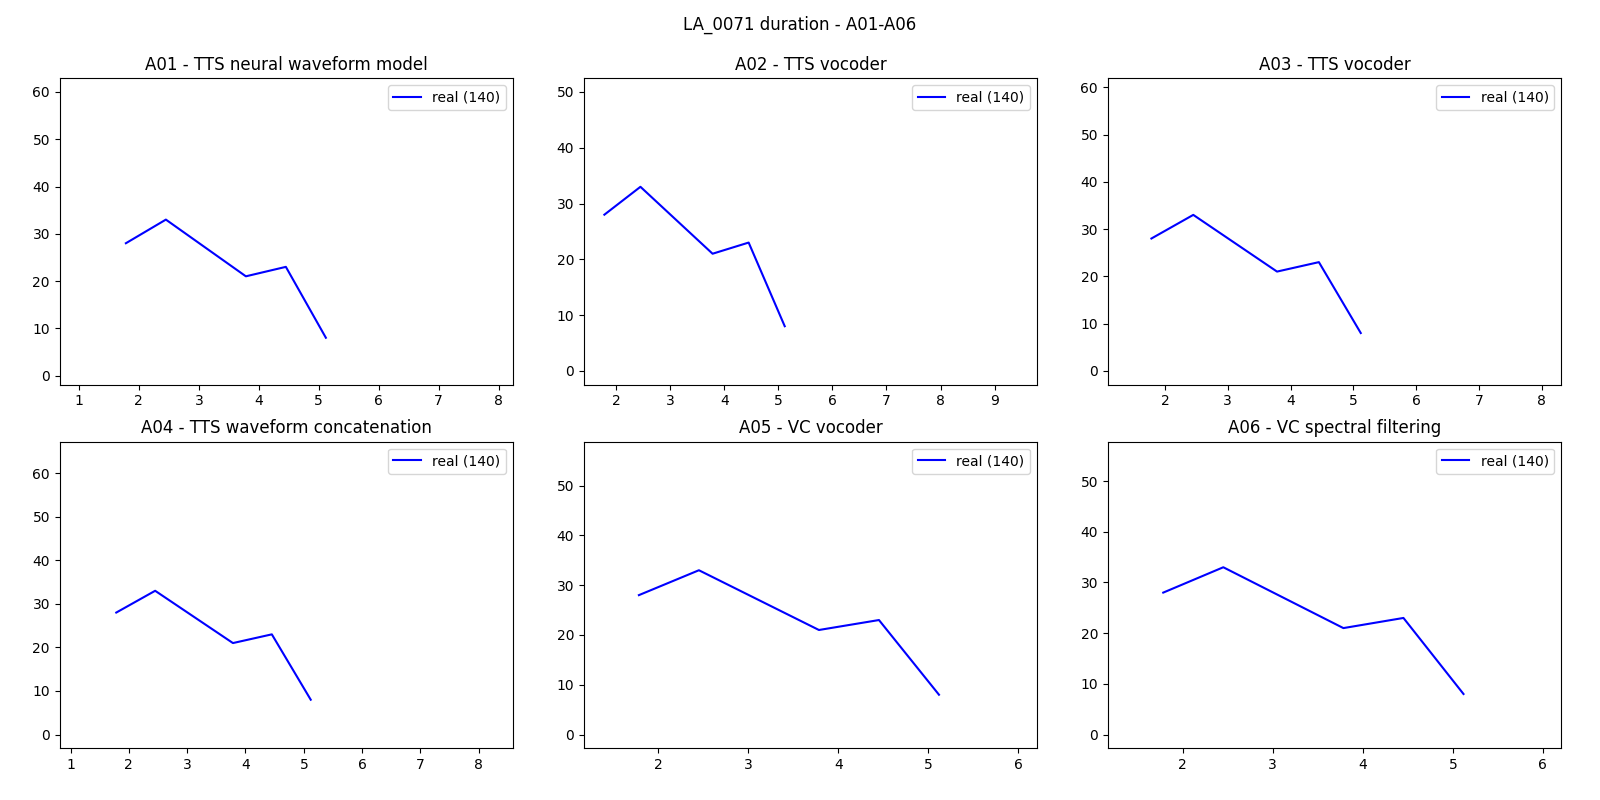 LA_0071 duration - A01-A06
A01 - TTS neural waveform model
real (140)
60
50
40
30
20
10
0
1 2 3 4 5 6 7 8
A02 - TTS vocoder
real (140)
50
40
30
20
10
0
2 3 4 5 6 7 8 9
A03 - TTS vocoder
real (140)
60
50
40
30
20
10
0
2 3 4 5 6 7 8
A04 - TTS waveform concatenation
real (140)
60
50
40
30
20
10
0
1 2 3 4 5 6 7 8
A05 - VC vocoder
real (140)
50
40
30
20
10
0
2 3 4 5 6
A06 - VC spectral filtering
real (140)
50
40
30
20
10
0
2 3 4 5 6